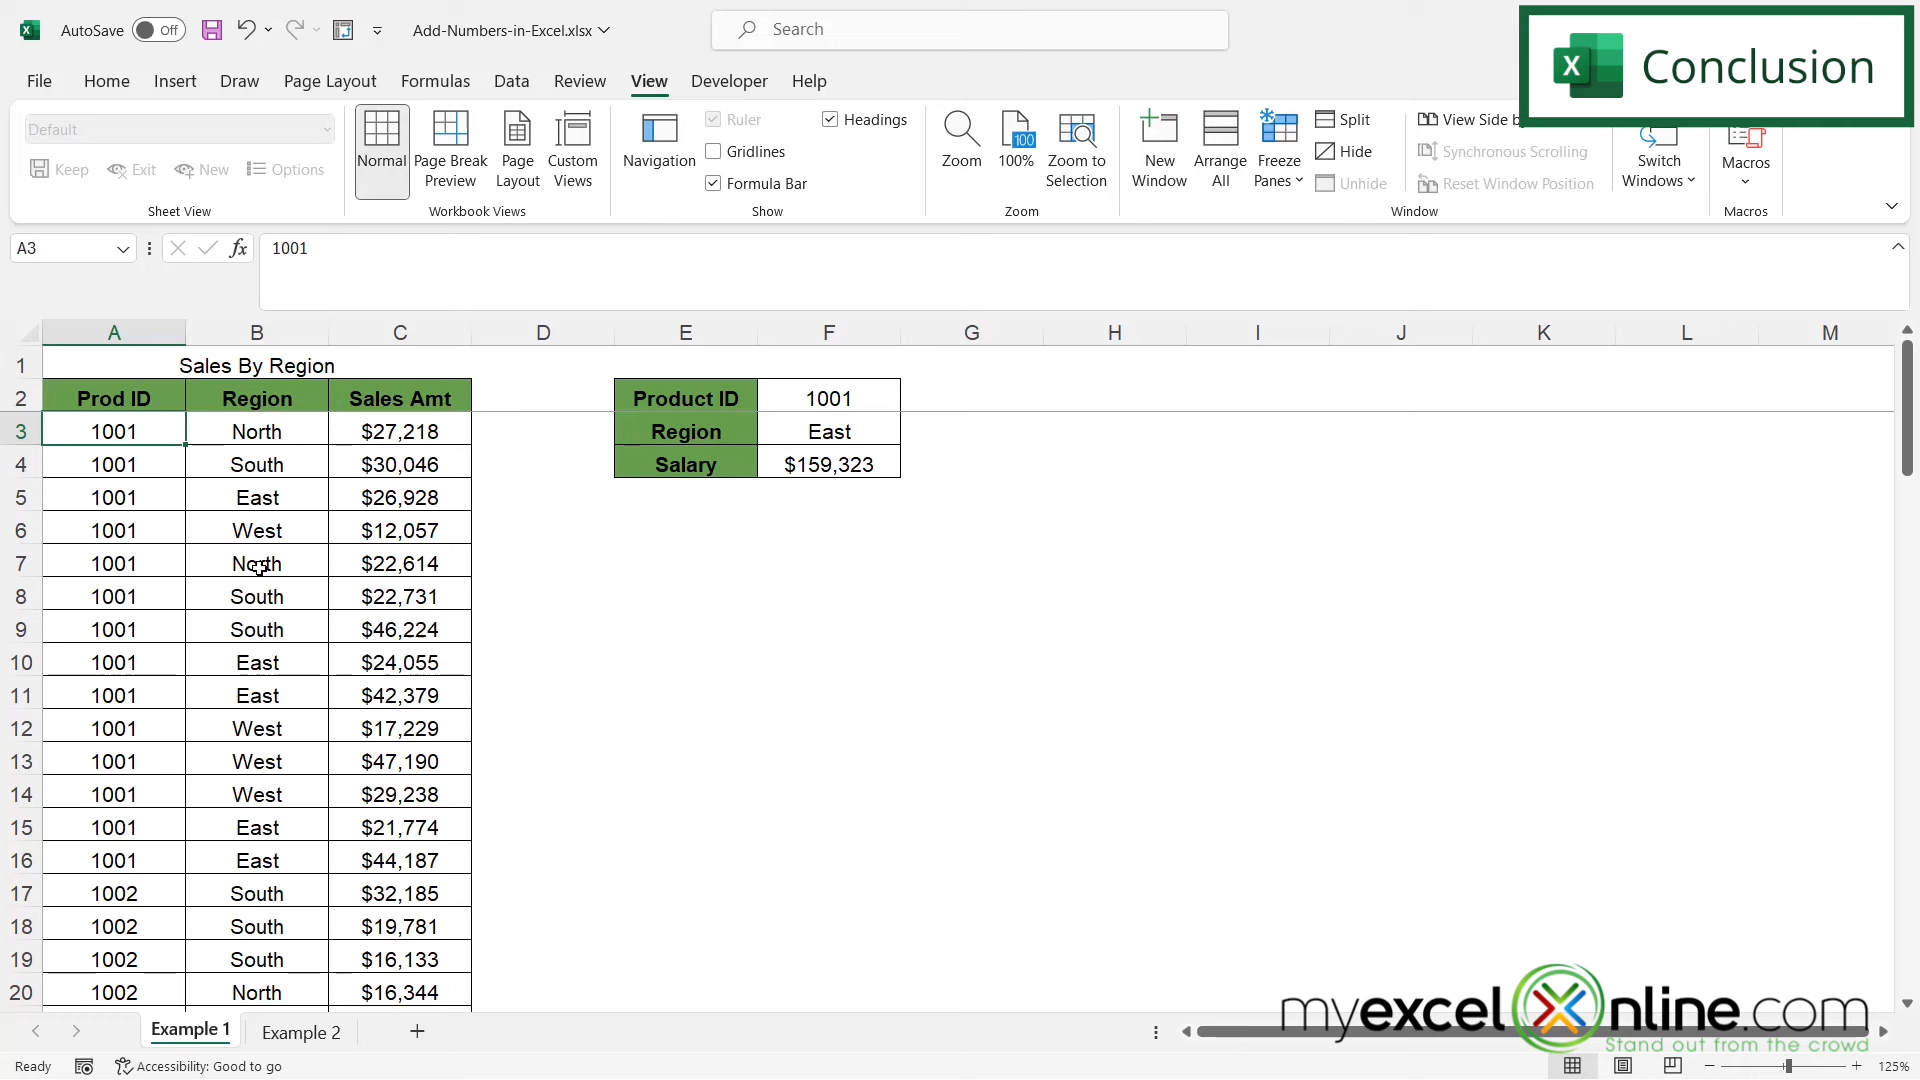 AutoSave Off Add-Numbers-in-Excel.xlsx Search
Conclusion
File Home Insert Draw Page Layout Formulas Data Review View Developer Help
Default
Keep Exit New Options
Sheet View
Normal Page Break Preview Page Layout Custom Views
Workbook Views
Navigation
Ruler Headings
Gridlines
Formula Bar
Show
Zoom 100% Zoom to Selection
Zoom
New Window Arrange All Freeze Panes
Split
Hide
Unhide
View Side b
Synchronous Scrolling
Reset Window Position
Switch Windows
Window
Macros
Macros
A3 fx 1001
A B C D E F G H I J K L M
1 Sales By Region
2 Prod ID Region Sales Amt Product ID 1001
3 1001 North $27,218 Region East
4 1001 South $30,046 Salary $159,323
5 1001 East $26,928
6 1001 West $12,057
7 1001 North $22,614
8 1001 South $22,731
9 1001 South $46,224
10 1001 East $24,055
11 1001 East $42,379
12 1001 West $17,229
13 1001 West $47,190
14 1001 West $29,238
15 1001 East $21,774
16 1001 East $44,187
17 1002 South $32,185
18 1002 South $19,781
19 1002 South $16,133
20 1002 North $16,344
myexcelonline.com
Stand out from the crowd
Example 1 Example 2
Ready Accessibility: Good to go 125%